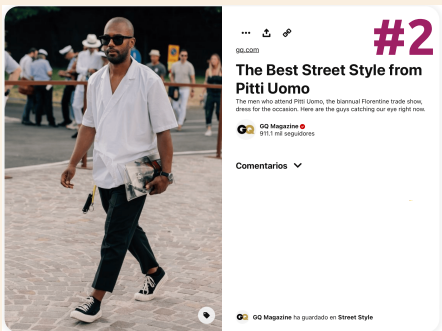 #2
gq.com
The Best Street Style from
Pitti Uomo
The men who attend Pitti Uomo, the biannual Florentine trade show,
dress for the occasion. Here are the guys catching our eye right now.
GQ
GQ Magazine
911.1 mil seguidores
Comentarios
GQ
GQ Magazine ha guardado en Street Style